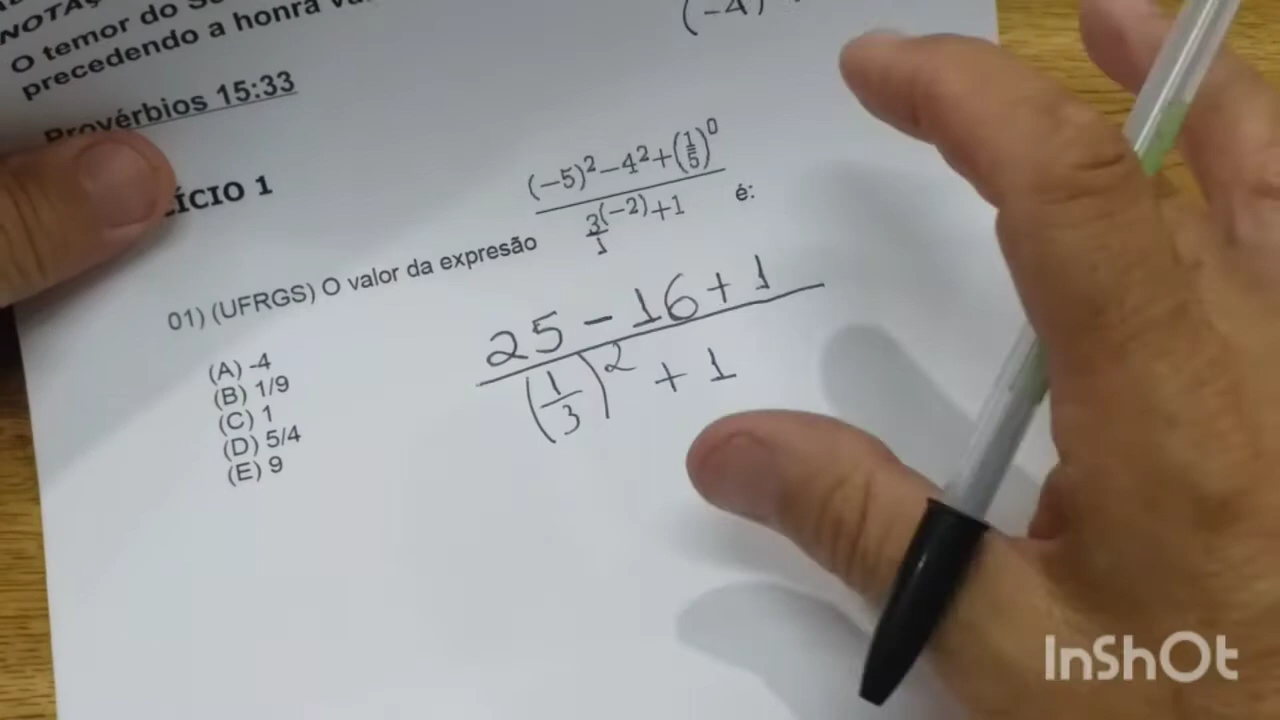 O temor do
precedendo a honra
Provérbios 15:33
ÍCIO 1
(-4)
01) (UFRGS) O valor da expresão ((-5)² - 4² + (1/5)⁰) / (3⁽⁻²⁾ + 1) é:
1
(A) -4
(B) 1/9
(C) 1
(D) 5/4
(E) 9
25 - 16 + 1
(1/3)² + 1
InShOt